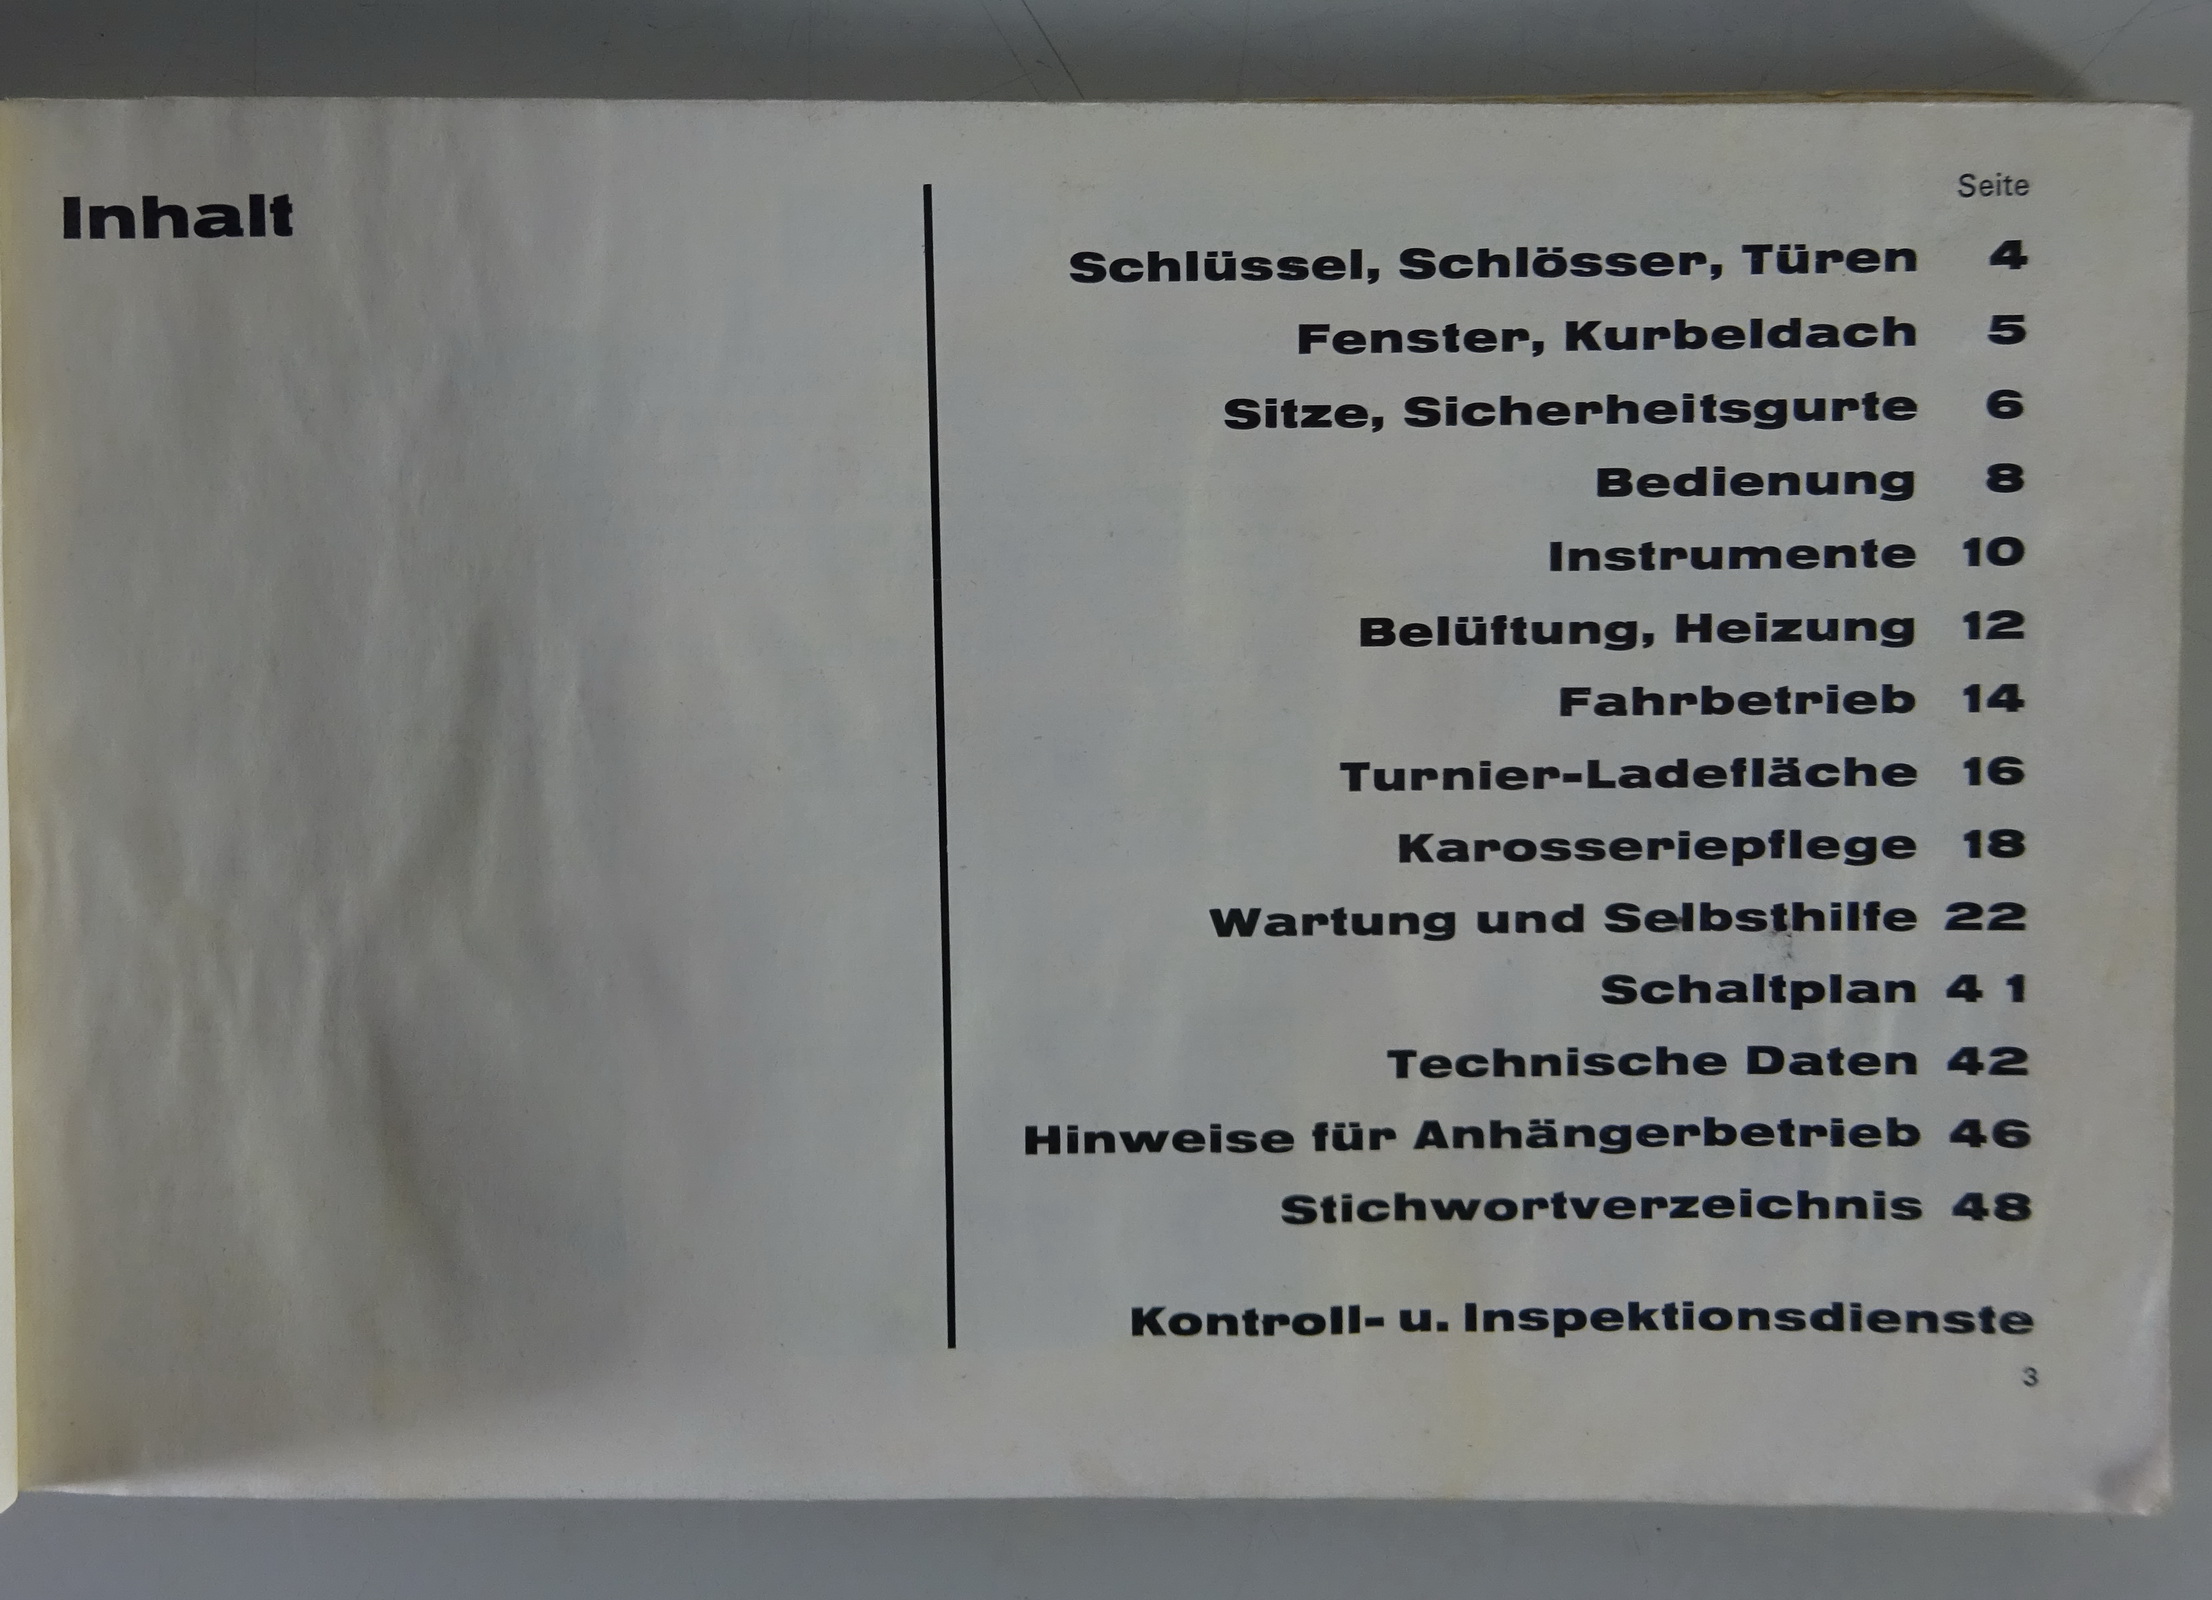 Inhalt
Seite
Schlüssel, Schlösser, Türen 4
Fenster, Kurbeldach 5
Sitze, Sicherheitsgurte 6
Bedienung 8
Instrumente 10
Belüftung, Heizung 12
Fahrbetrieb 14
Turnier-Ladefläche 16
Karosseriepflege 18
Wartung und Selbsthilfe 22
Schaltplan 4 1
Technische Daten 42
Hinweise für Anhängerbetrieb 46
Stichwortverzeichnis 48
Kontroll- u. Inspektionsdienste
3